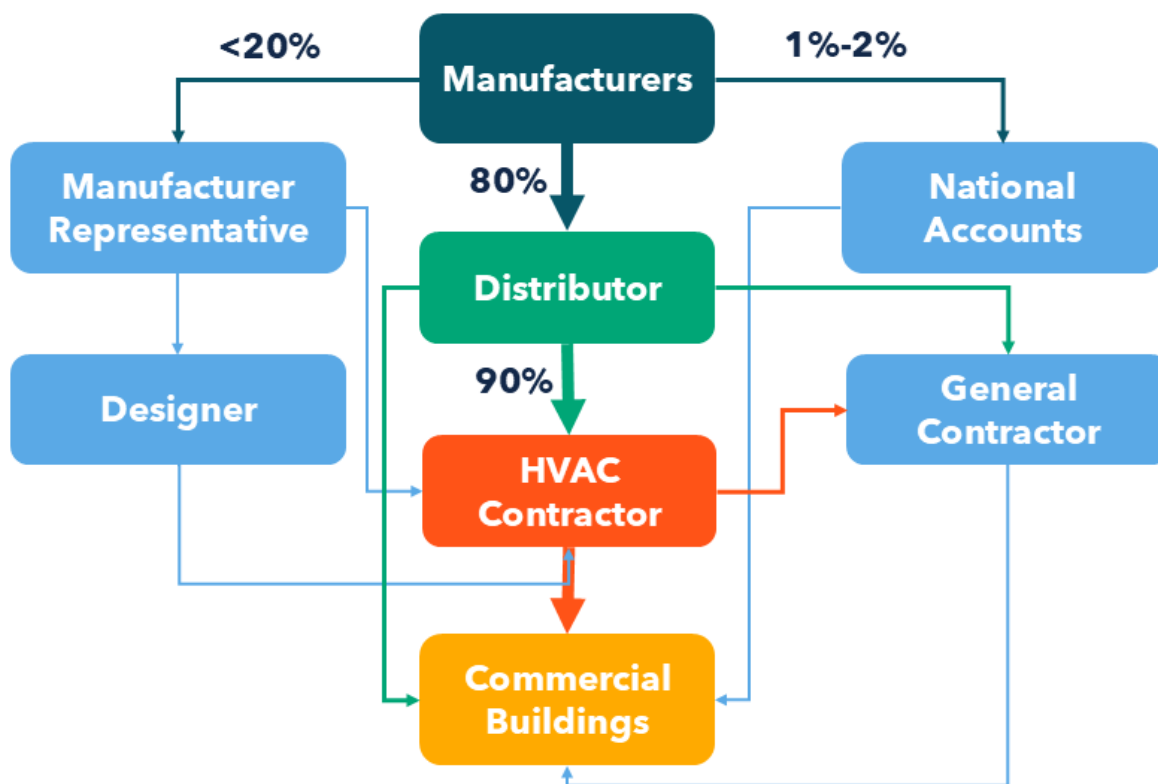 <20%
Manufacturers
1%-2%
Manufacturer
Representative
80%
National
Accounts
Distributor
Designer
90%
General
Contractor
HVAC
Contractor
Commercial
Buildings